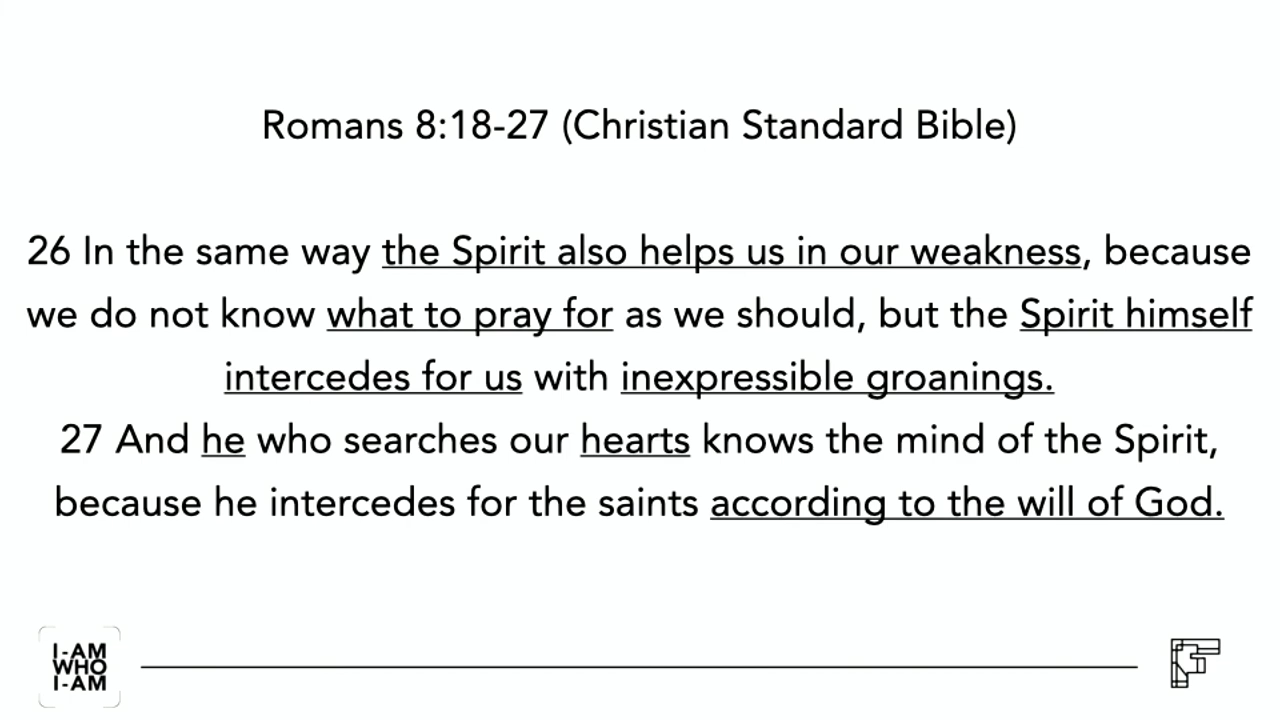 Romans 8:18-27 (Christian Standard Bible)
26 In the same way the Spirit also helps us in our weakness, because
we do not know what to pray for as we should, but the Spirit himself
intercedes for us with inexpressible groanings.
27 And he who searches our hearts knows the mind of the Spirit,
because he intercedes for the saints according to the will of God.
I-AM
WHO
I-AM